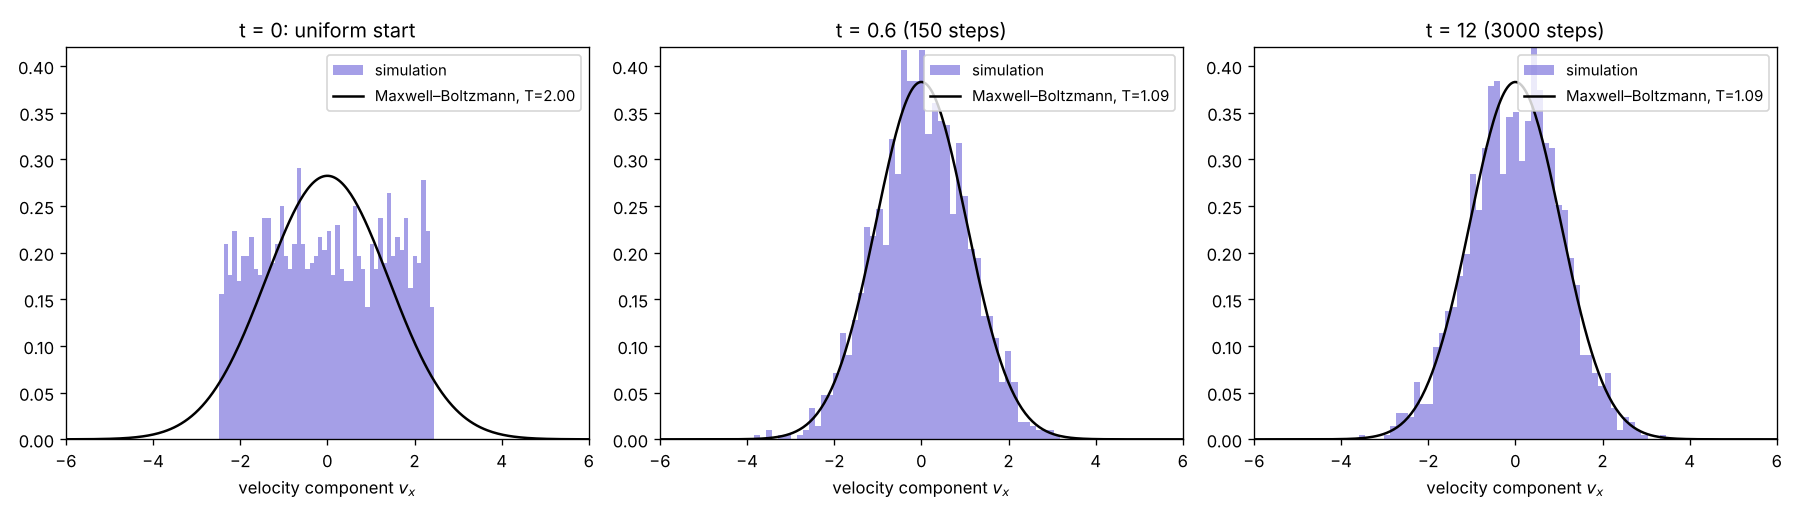 t = 0: uniform start
0.40
0.35
0.30
0.25
0.20
0.15
0.10
0.05
0.00
simulation
Maxwell–Boltzmann, T=2.00
−6 −4 −2 0 2 4 6
velocity component vₓ
t = 0.6 (150 steps)
0.40
0.35
0.30
0.25
0.20
0.15
0.10
0.05
0.00
simulation
Maxwell–Boltzmann, T=1.09
−6 −4 −2 0 2 4 6
velocity component vₓ
t = 12 (3000 steps)
0.40
0.35
0.30
0.25
0.20
0.15
0.10
0.05
0.00
simulation
Maxwell–Boltzmann, T=1.09
−6 −4 −2 0 2 4 6
velocity component vₓ